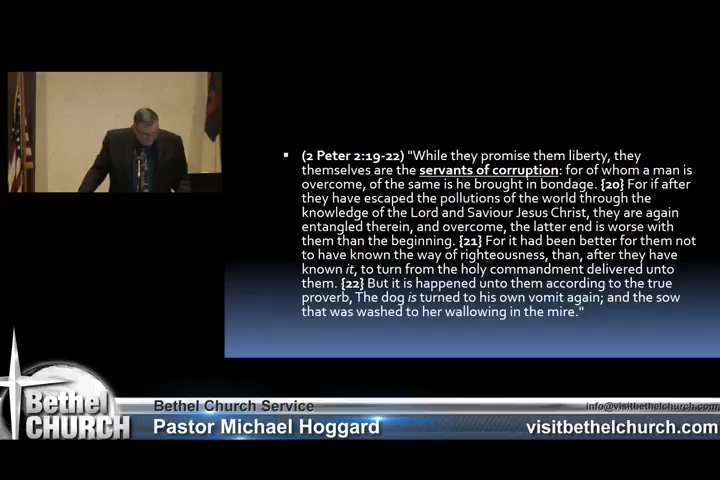 (2 Peter 2:19-22) "While they promise them liberty, they
themselves are the servants of corruption: for of whom a man is
overcome, of the same is he brought in bondage. {20} For if after
they have escaped the pollutions of the world through the
knowledge of the Lord and Saviour Jesus Christ, they are again
entangled therein, and overcome, the latter end is worse with
them than the beginning. {21} For it had been better for them not
to have known the way of righteousness, than, after they have
known it, to turn from the holy commandment delivered unto
them. {22} But it is happened unto them according to the true
proverb, The dog is turned to his own vomit again; and the sow
that was washed to her wallowing in the mire."
Bethel
CHURCH
Bethel Church Service
info@visitbethelchurch.com
Pastor Michael Hoggard
visitbethelchurch.com